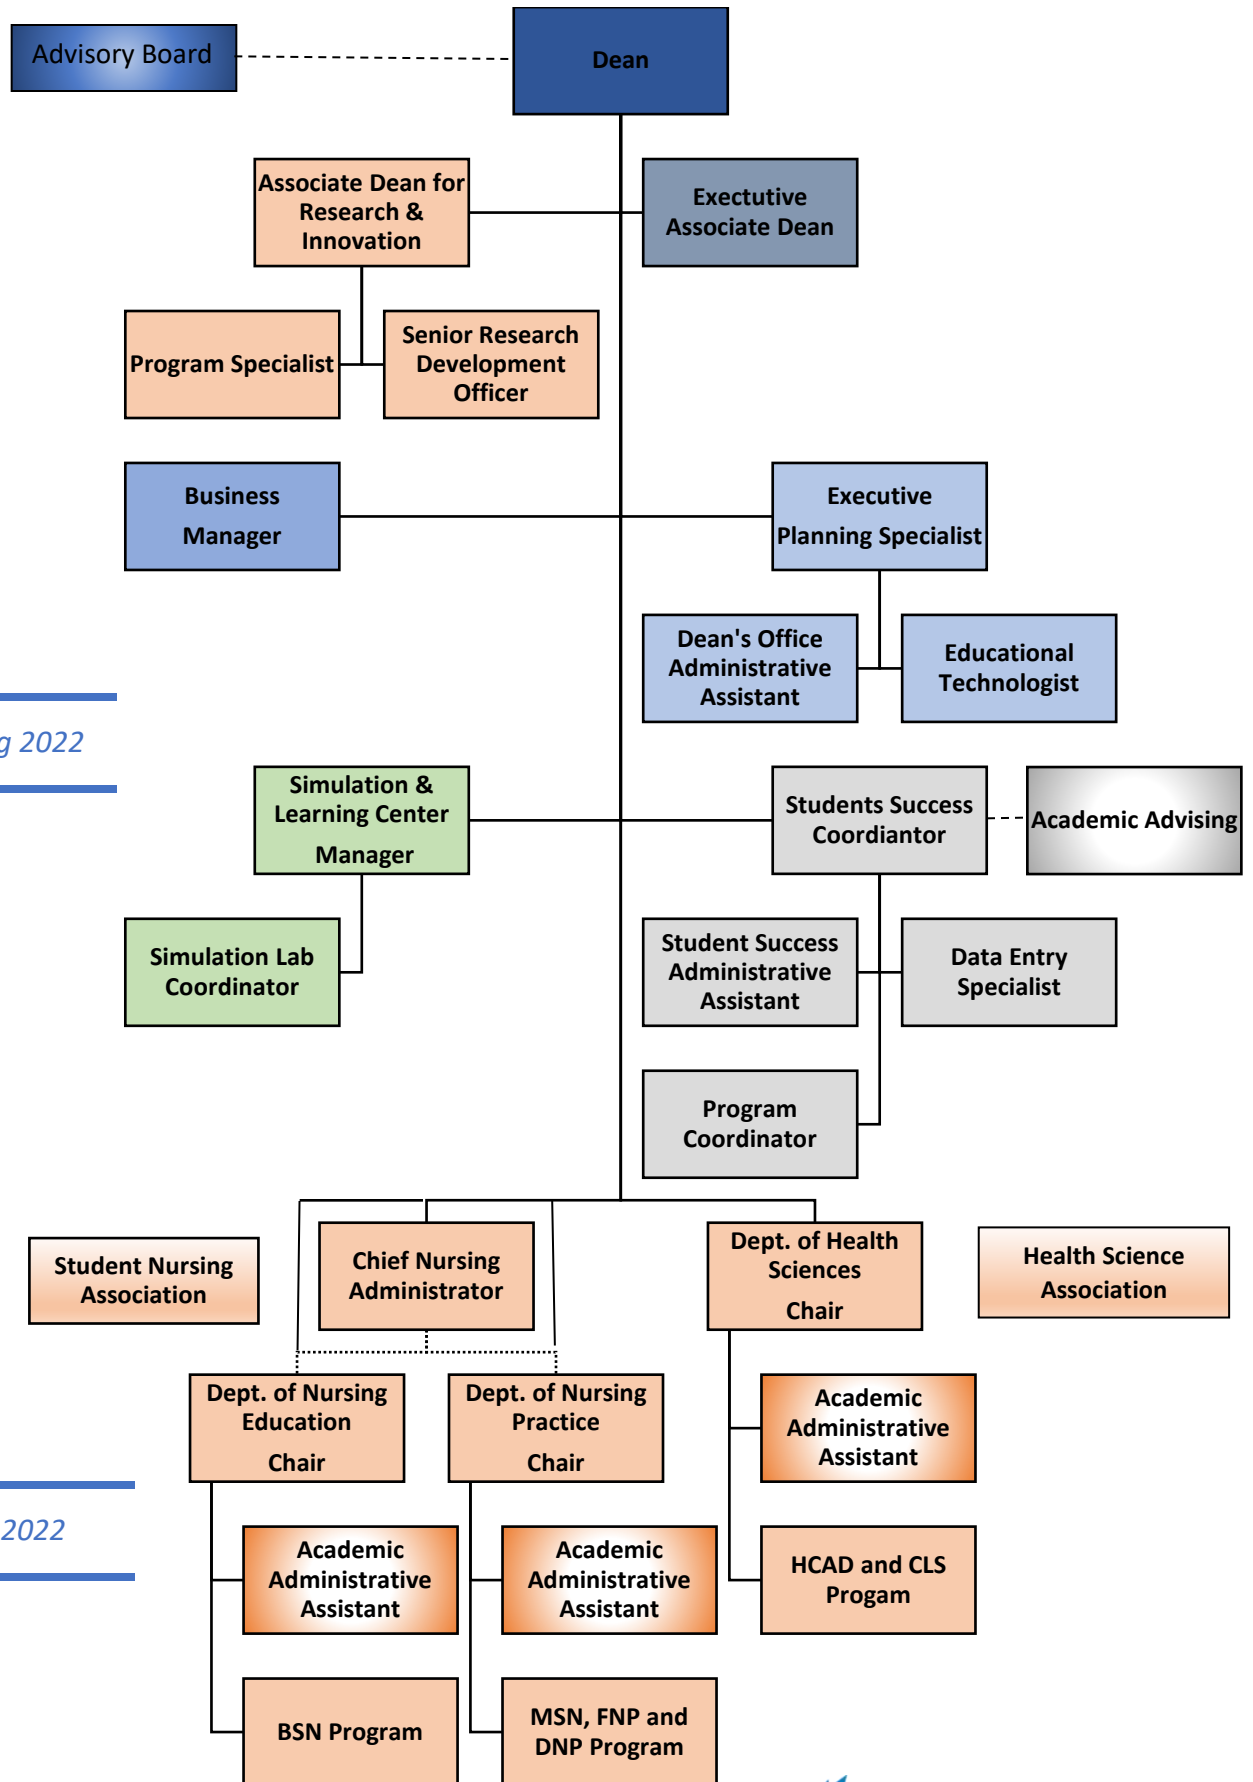 Advisory Board
Dean
Associate Dean for
Research &
Innovation
Exectutive
Associate Dean
Program Specialist
Senior Research
Development
Officer
Business
Manager
Executive
Planning Specialist
Dean's Office
Administrative
Assistant
Educational
Technologist
g 2022
Simulation &
Learning Center
Manager
Students Success
Coordiantor
Academic Advising
Simulation Lab
Coordinator
Student Success
Administrative
Assistant
Data Entry
Specialist
Program
Coordinator
Student Nursing
Association
Chief Nursing
Administrator
Dept. of Health
Sciences
Chair
Health Science
Association
Dept. of Nursing
Education
Chair
Dept. of Nursing
Practice
Chair
Academic
Administrative
Assistant
2022
Academic
Administrative
Assistant
Academic
Administrative
Assistant
HCAD and CLS
Progam
BSN Program
MSN, FNP and
DNP Program